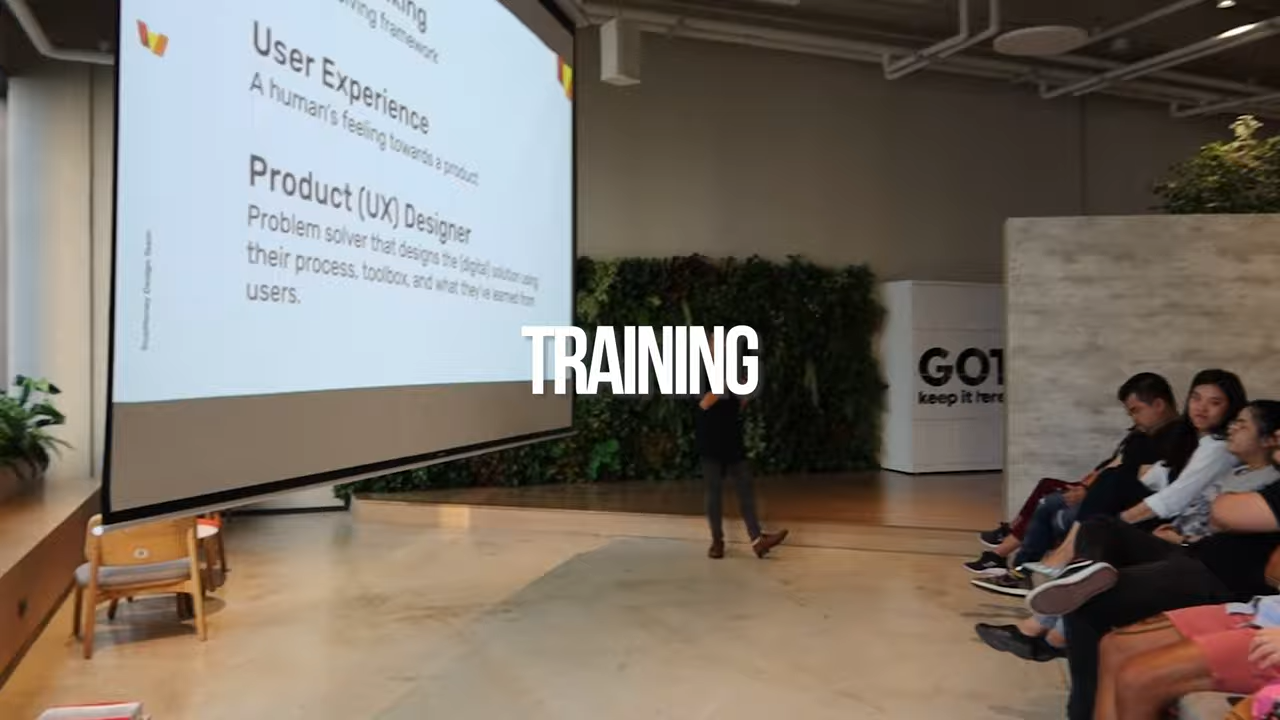 User Experience
A human's feeling towards a product
Product (UX) Designer
Problem solver that designs the (digital) solution using
their process, toolbox, and what they've learned from
users.
TRAINING
keep it here